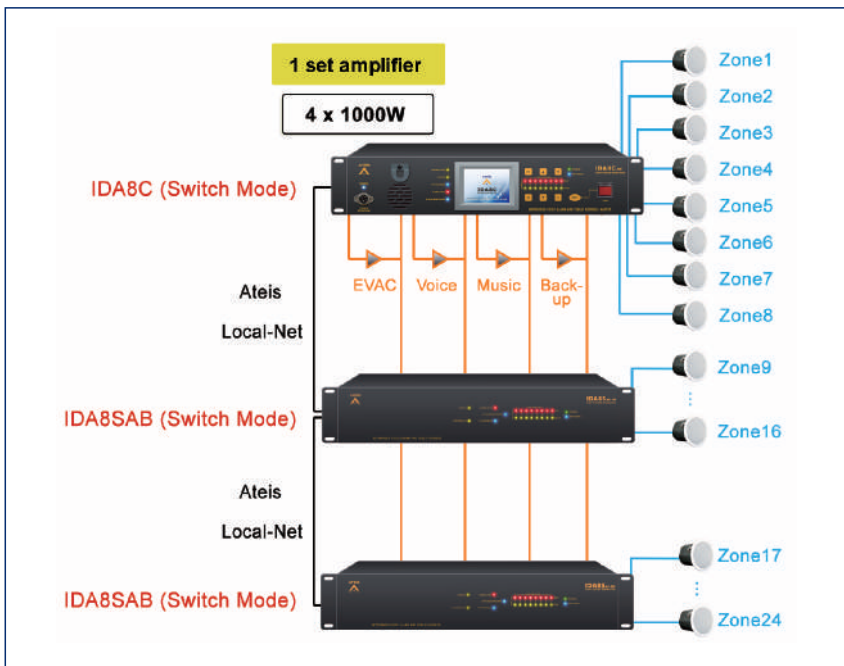 1 set amplifier
4 x 1000W
IDA8C (Switch Mode)
IDA8C
Zone1
Zone2
Zone3
Zone4
Zone5
Zone6
Zone7
Zone8
EVAC
Voice
Music
Back-
up
Ateis
Local-Net
IDA8SAB (Switch Mode)
Zone9
Zone16
Ateis
Local-Net
IDA8SAB (Switch Mode)
Zone17
Zone24